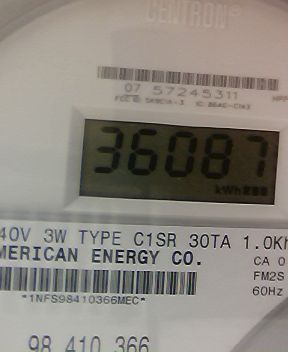 CENTRON®
07 57245311
36087
kWh
40V 3W TYPE C1SR 30TA 1.0Kh
MERICAN ENERGY CO.
CA 0
FM2S
60Hz
*1NFS98410366MEC*
98 410 366